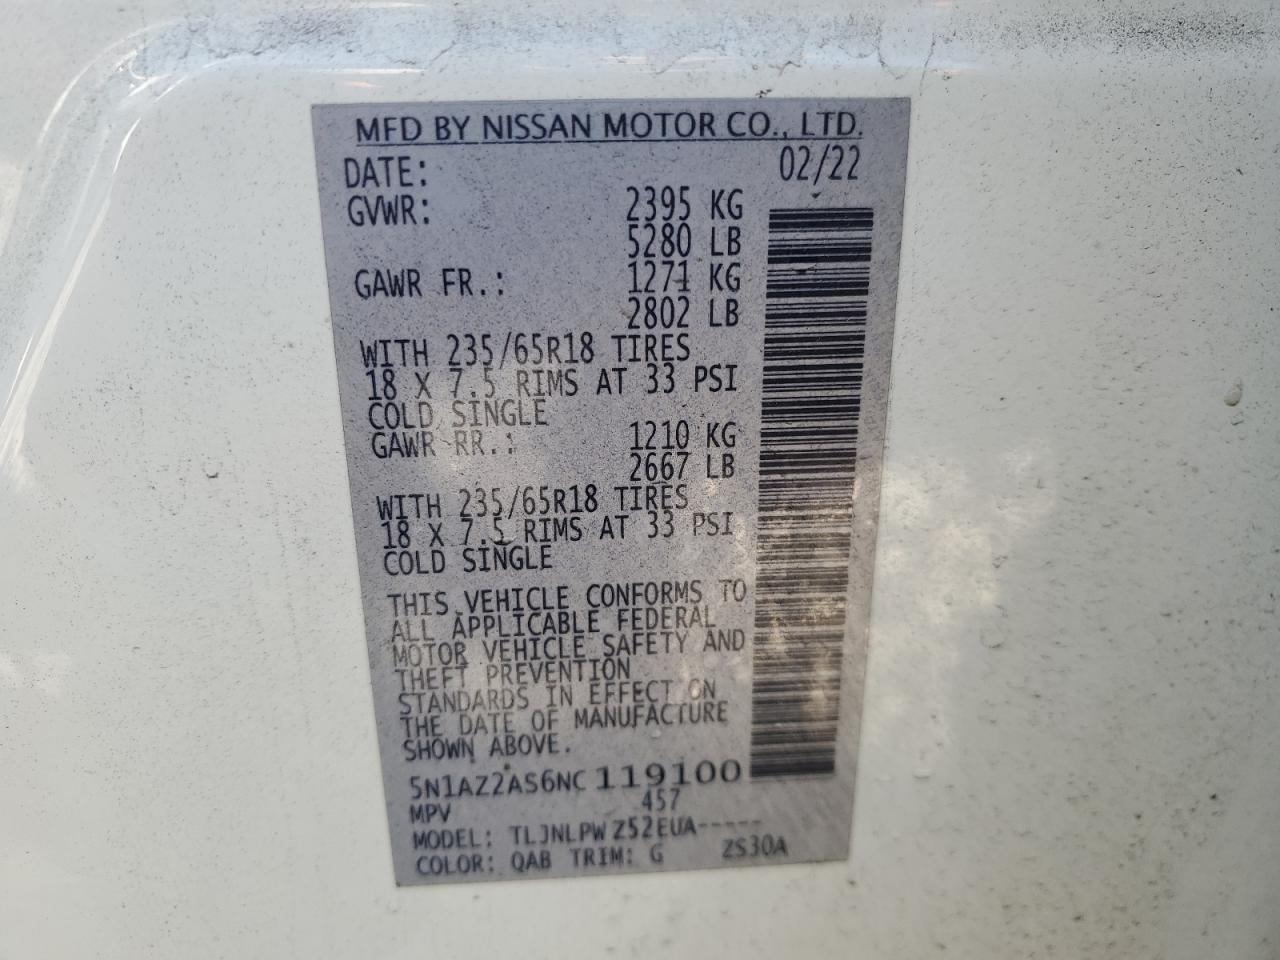 MFD BY NISSAN MOTOR CO., LTD.
DATE: 02/22
GVWR: 2395 KG
5280 LB
GAWR FR.: 1271 KG
2802 LB
WITH 235/65R18 TIRES
18 X 7.5 RIMS AT 33 PSI
COLD SINGLE
GAWR RR.: 1210 KG
2667 LB
WITH 235/65R18 TIRES
18 X 7.5 RIMS AT 33 PSI
COLD SINGLE
THIS VEHICLE CONFORMS TO
ALL APPLICABLE FEDERAL
MOTOR VEHICLE SAFETY AND
THEFT PREVENTION
STANDARDS IN EFFECT ON
THE DATE OF MANUFACTURE
SHOWN ABOVE.
5N1AZ2AS6NC119100
MPV 457
MODEL: TLJNLPW Z52EUA-----
COLOR: QAB TRIM: G ZS30A